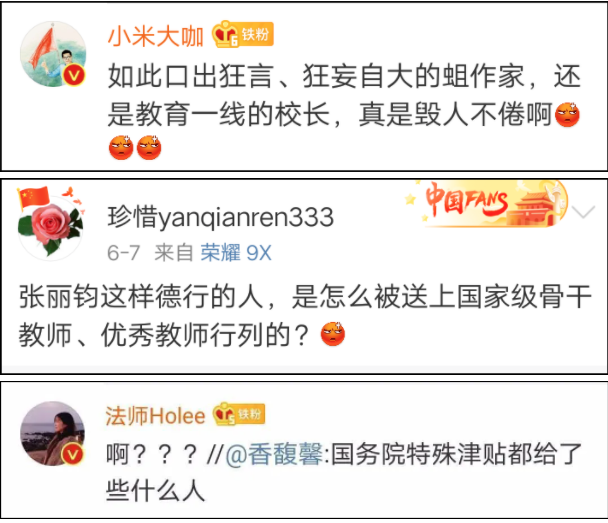 小米大咖 6 铁粉
如此口出狂言、狂妄自大的蛆作家，还
是教育一线的校长，真是毁人不倦啊
珍惜yanqianren333
中国FANS
6-7 来自 荣耀 9X
张丽钧这样德行的人，是怎么被送上国家级骨干
教师、优秀教师行列的？
法师Holee 5 铁粉
啊？？？//@香馥馨:国务院特殊津贴都给了
些什么人